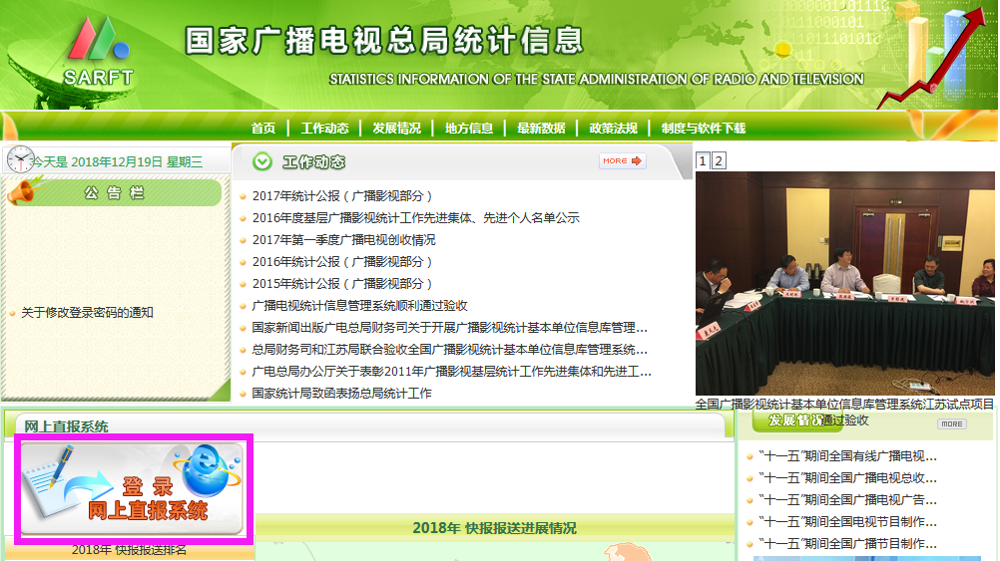 SARFT
国家广播电视总局统计信息
STATISTICS INFORMATION OF THE STATE ADMINISTRATION OF RADIO AND TELEVISION
首页 | 工作动态 | 发展情况 | 地方信息 | 最新数据 | 政策法规 | 制度与软件下载
今天是 2018年12月19日 星期三
公 告 栏
关于修改登录密码的通知
工作动态
MORE
2017年统计公报（广播影视部分）
2016年度基层广播影视统计工作先进集体、先进个人名单公示
2017年第一季度广播电视创收情况
2016年统计公报（广播影视部分）
2015年统计公报（广播影视部分）
广播电视统计信息管理系统顺利通过验收
国家新闻出版广电总局财务司关于开展广播影视统计基本单位信息库管理...
总局财务司和江苏局联合验收全国广播影视统计基本单位信息库管理系统...
广电总局办公厅关于表彰2011年广播影视基层统计工作先进集体和先进工...
国家统计局致函表扬总局统计工作
1 2
全国广播影视统计基本单位信息库管理系统江苏试点项目
通过验收
网上直报系统
登 录
网上直报系统
2018年 快报报送排名
2018年 快报报送进展情况
发展情况
MORE
“十一五”期间全国有线广播电视...
“十一五”期间全国广播电视总收...
“十一五”期间全国广播电视广告...
“十一五”期间全国电视节目制作...
“十一五”期间全国广播节目制作...